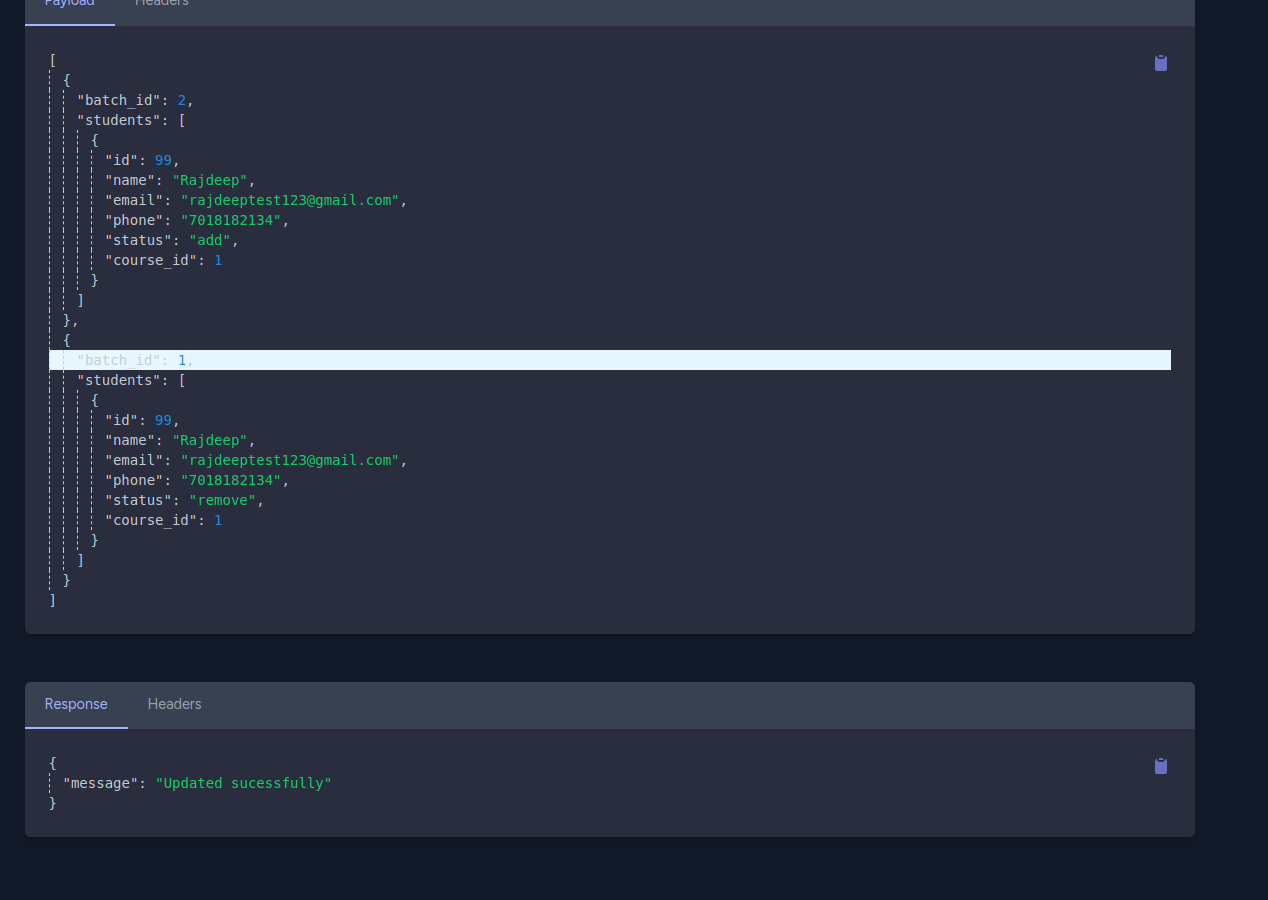 Payload Headers
[
{
"batch_id": 2,
"students": [
{
"id": 99,
"name": "Rajdeep",
"email": "rajdeeptest123@gmail.com",
"phone": "7018182134",
"status": "add",
"course_id": 1
}
]
},
{
"batch_id": 1,
"students": [
{
"id": 99,
"name": "Rajdeep",
"email": "rajdeeptest123@gmail.com",
"phone": "7018182134",
"status": "remove",
"course_id": 1
}
]
}
]
Response Headers
{
"message": "Updated sucessfully"
}